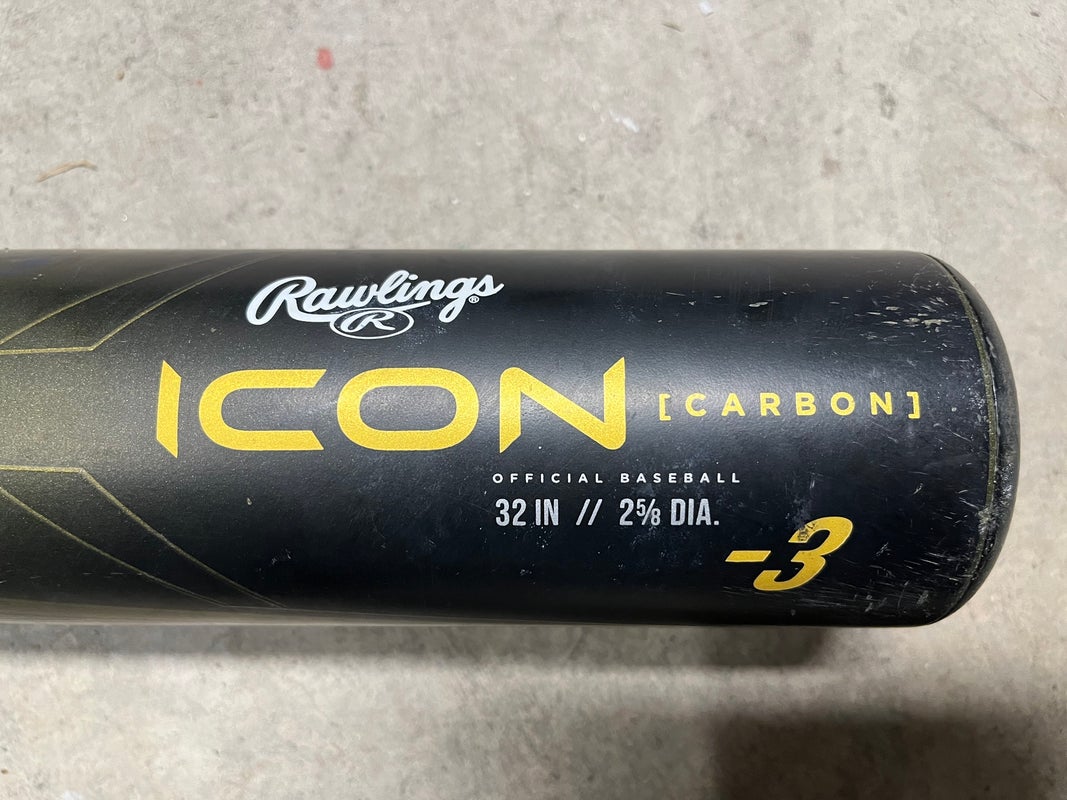 Rawlings®
R
ICON [CARBON]
OFFICIAL BASEBALL
32 IN // 2⅝ DIA.
-3